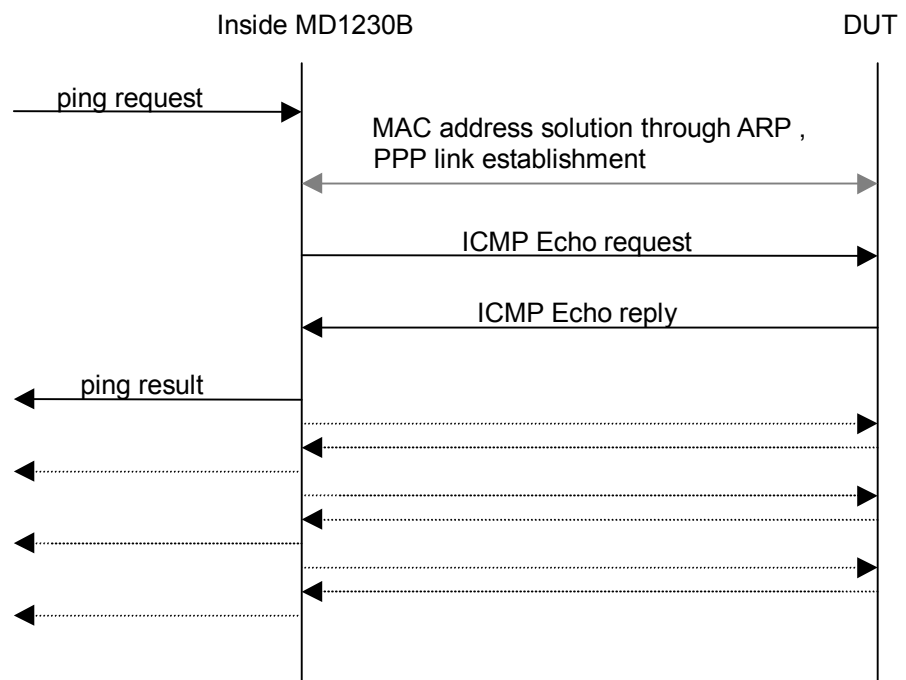 Inside MD1230B
DUT
ping request
MAC address solution through ARP ,
PPP link establishment
ICMP Echo request
ICMP Echo reply
ping result